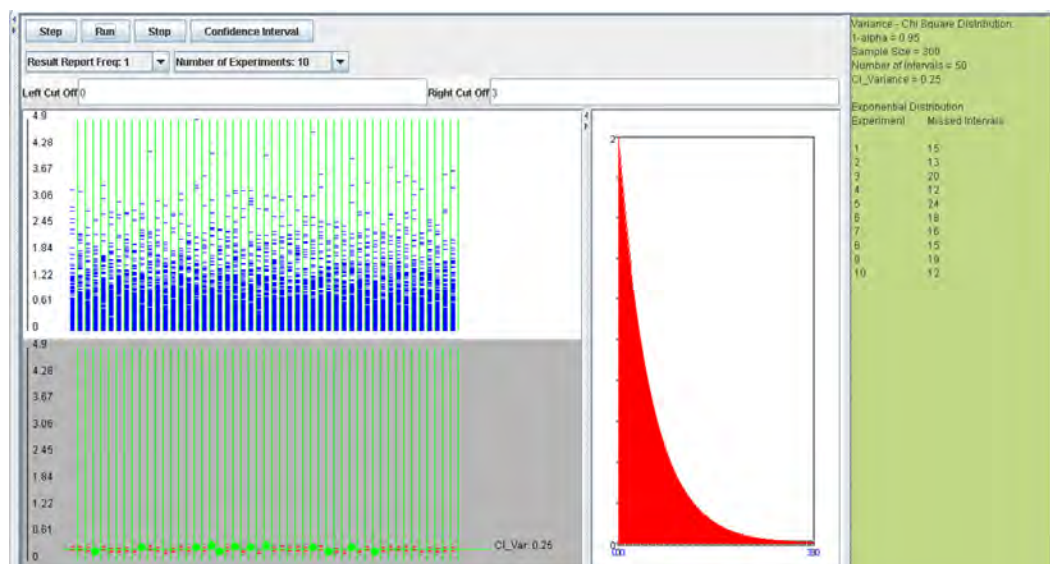 Step Run Stop Confidence Interval
Result Report Freq: 1 Number of Experiments: 10
Left Cut Off 0 Right Cut Off 3
4.9
4.28
3.67
3.06
2.45
1.84
1.22
0.61
0
4.9
4.28
3.67
3.06
2.45
1.84
1.22
0.61
0
CI_Var: 0.25
2
0
Variance - Chi Square Distribution
1-alpha = 0.95
Sample Size = 300
Number of Intervals = 50
CI_Variance = 0.25
Exponential Distribution
Experiment Missed Intervals
1 15
2 13
3 20
4 12
5 24
6 18
7 16
8 15
9 19
10 12